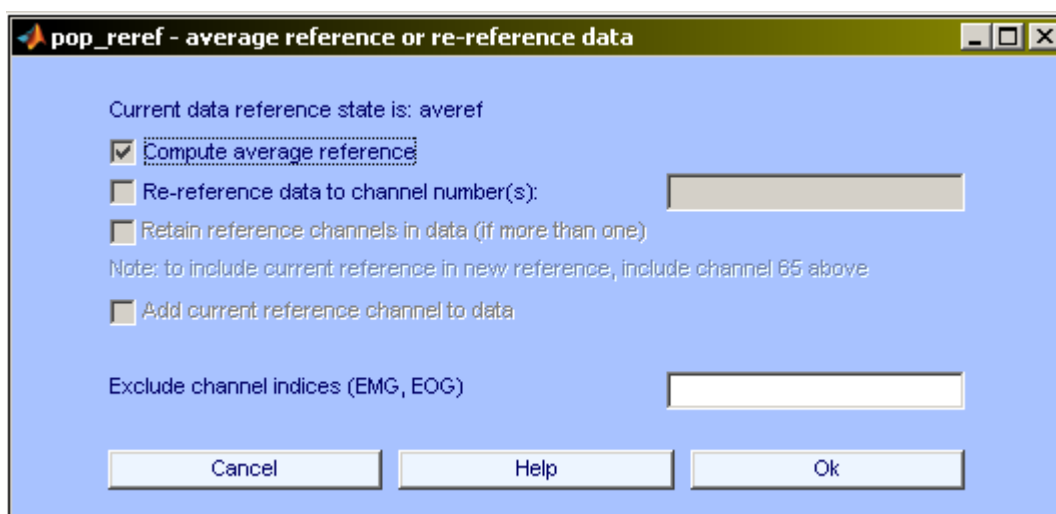 pop_reref - average reference or re-reference data
Current data reference state is: averef
Compute average reference
Re-reference data to channel number(s):
Retain reference channels in data (if more than one)
Note: to include current reference in new reference, include channel 65 above
Add current reference channel to data
Exclude channel indices (EMG, EOG)
Cancel Help Ok